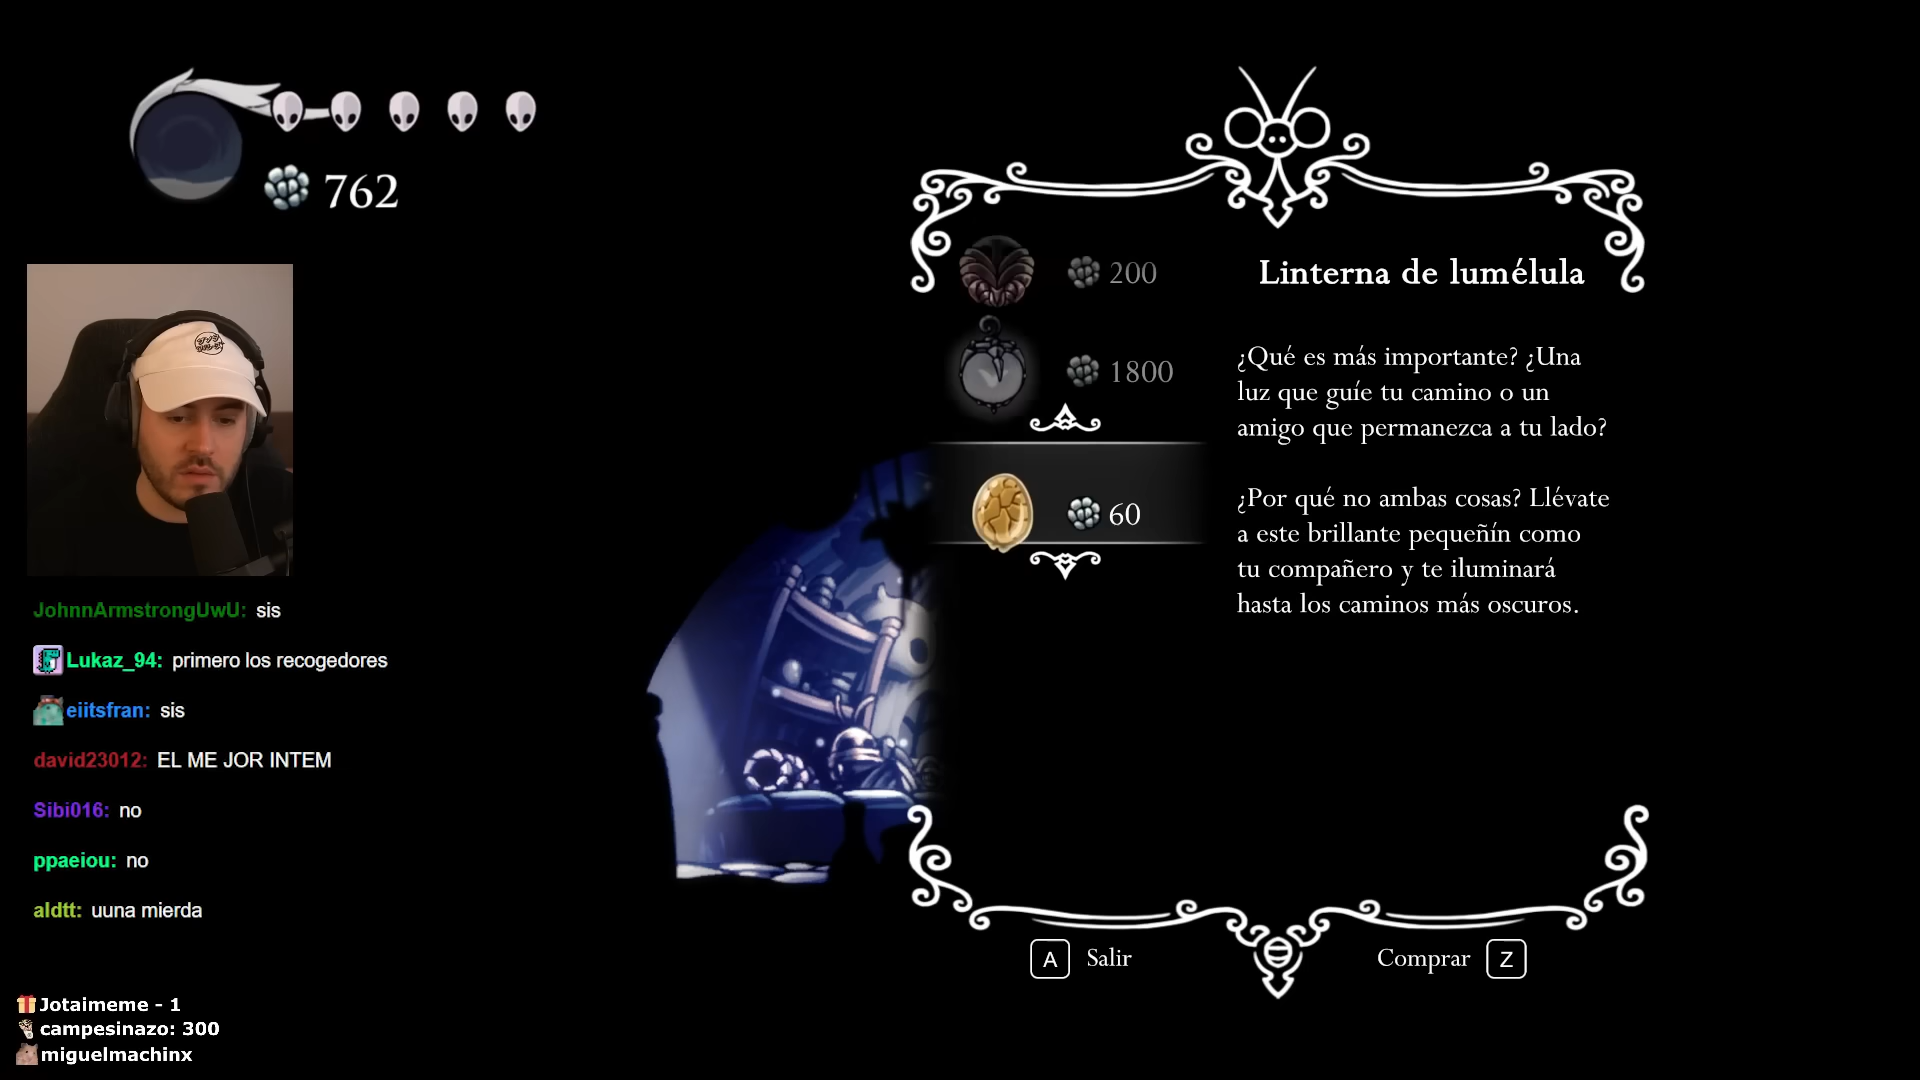 762
200
1800
60
Linterna de lumélula
¿Qué es más importante? ¿Una
luz que guíe tu camino o un
amigo que permanezca a tu lado?
¿Por qué no ambas cosas? Llévate
a este brillante pequeñín como
tu compañero y te iluminará
hasta los caminos más oscuros.
A Salir
Comprar Z
JohnnArmstrongUwU: sis
Lukaz_94: primero los recogedores
eiitsfran: sis
david23012: EL ME JOR INTEM
Sibi016: no
ppaeiou: no
aldtt: uuna mierda
Jotaimeme - 1
campesinazo: 300
miguelmachinx